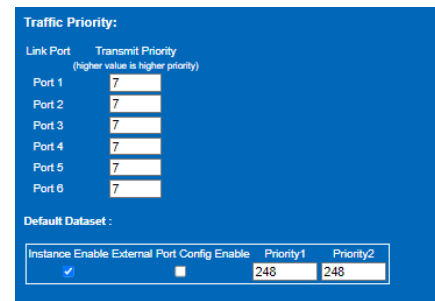 Traffic Priority:
Link Port Transmit Priority
(higher value is higher priority)
Port 1 7
Port 2 7
Port 3 7
Port 4 7
Port 5 7
Port 6 7
Default Dataset :
Instance Enable External Port Config Enable Priority1 Priority2
248 248